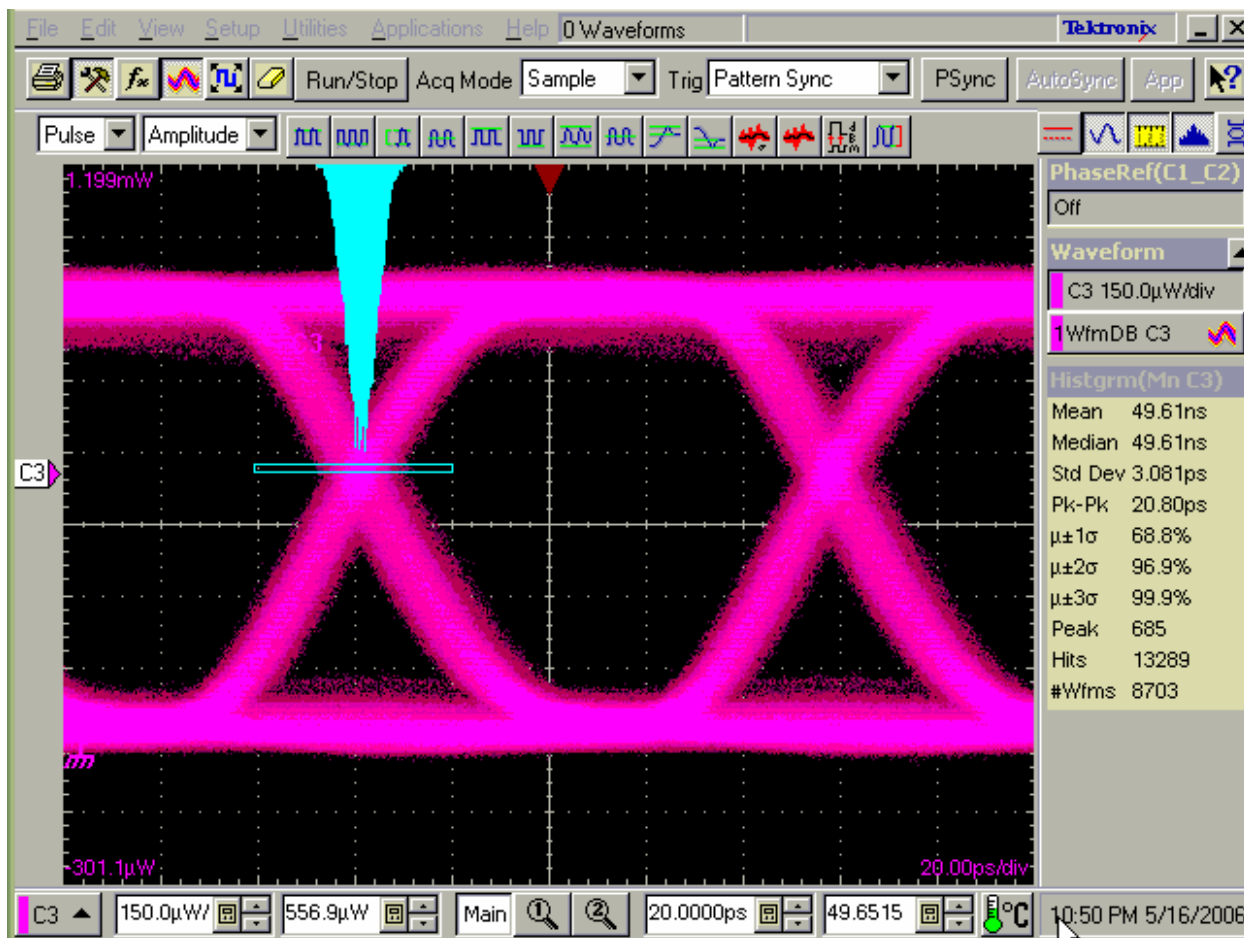 File Edit View Setup Utilities Applications Help 0 Waveforms Tektronix
Run/Stop Acq Mode Sample Trig Pattern Sync PSync AutoSync App
Pulse Amplitude
1.199mW
PhaseRef(C1_C2)
Off
Waveform
C3 150.0µW/div
1WfmDB C3
C3
Histgrm(Mn C3)
Mean 49.61ns
Median 49.61ns
C3
Std Dev 3.081ps
Pk-Pk 20.80ps
µ±1σ 68.8%
µ±2σ 96.9%
µ±3σ 99.9%
Peak 685
Hits 13289
#Wfms 8703
-301.1µW 20.00ps/div
C3 150.0µW/ 556.9µW Main 1 2 20.0000ps 49.6515 °C 10:50 PM 5/16/2006